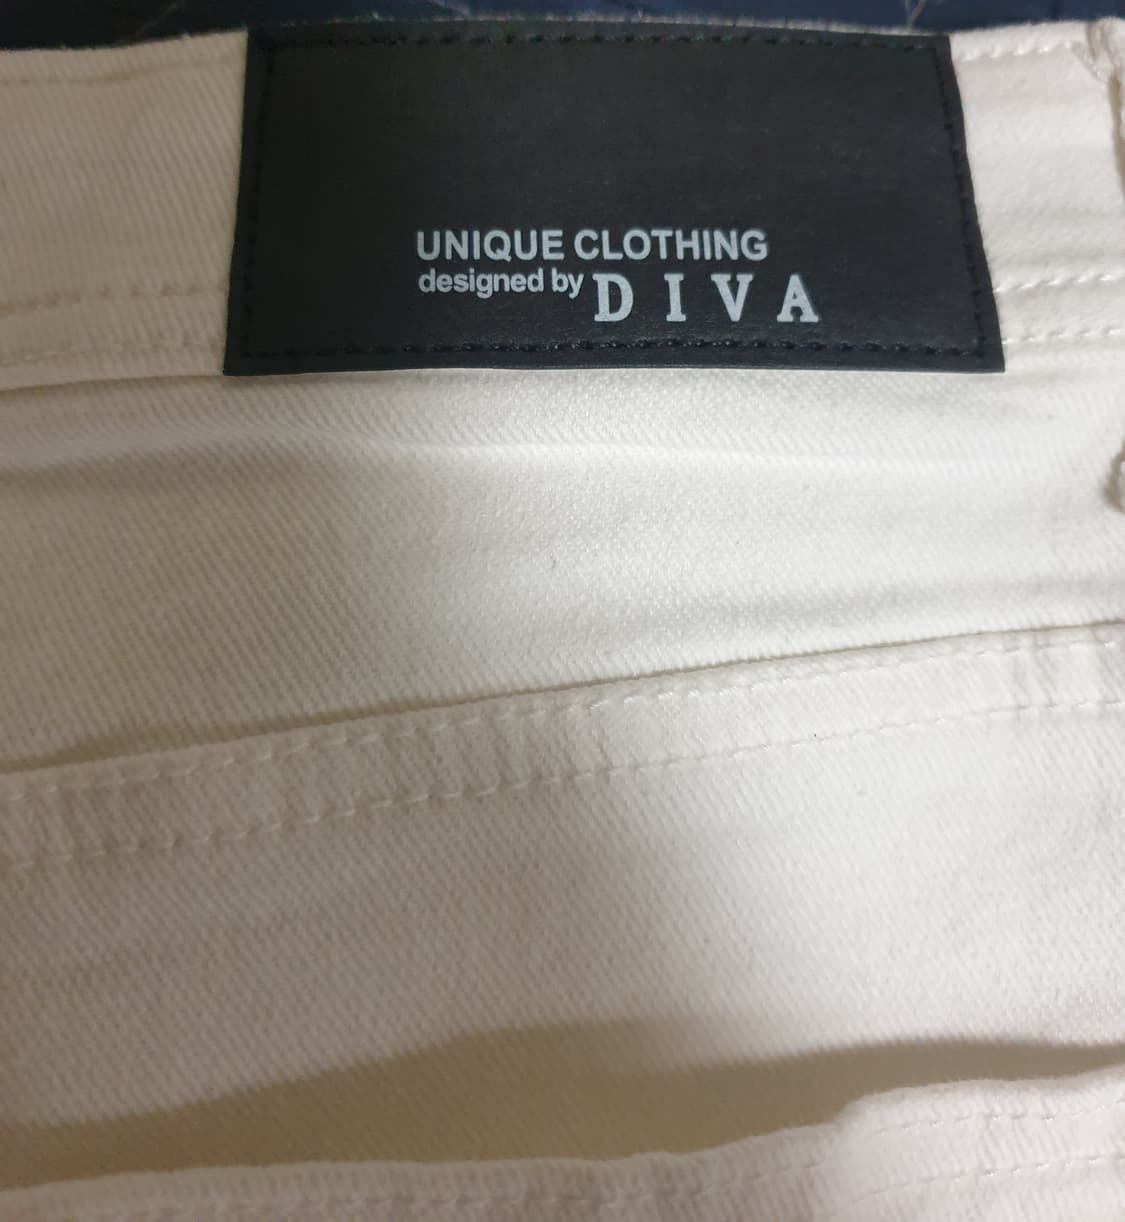 UNIQUE CLOTHING
designed by DIVA